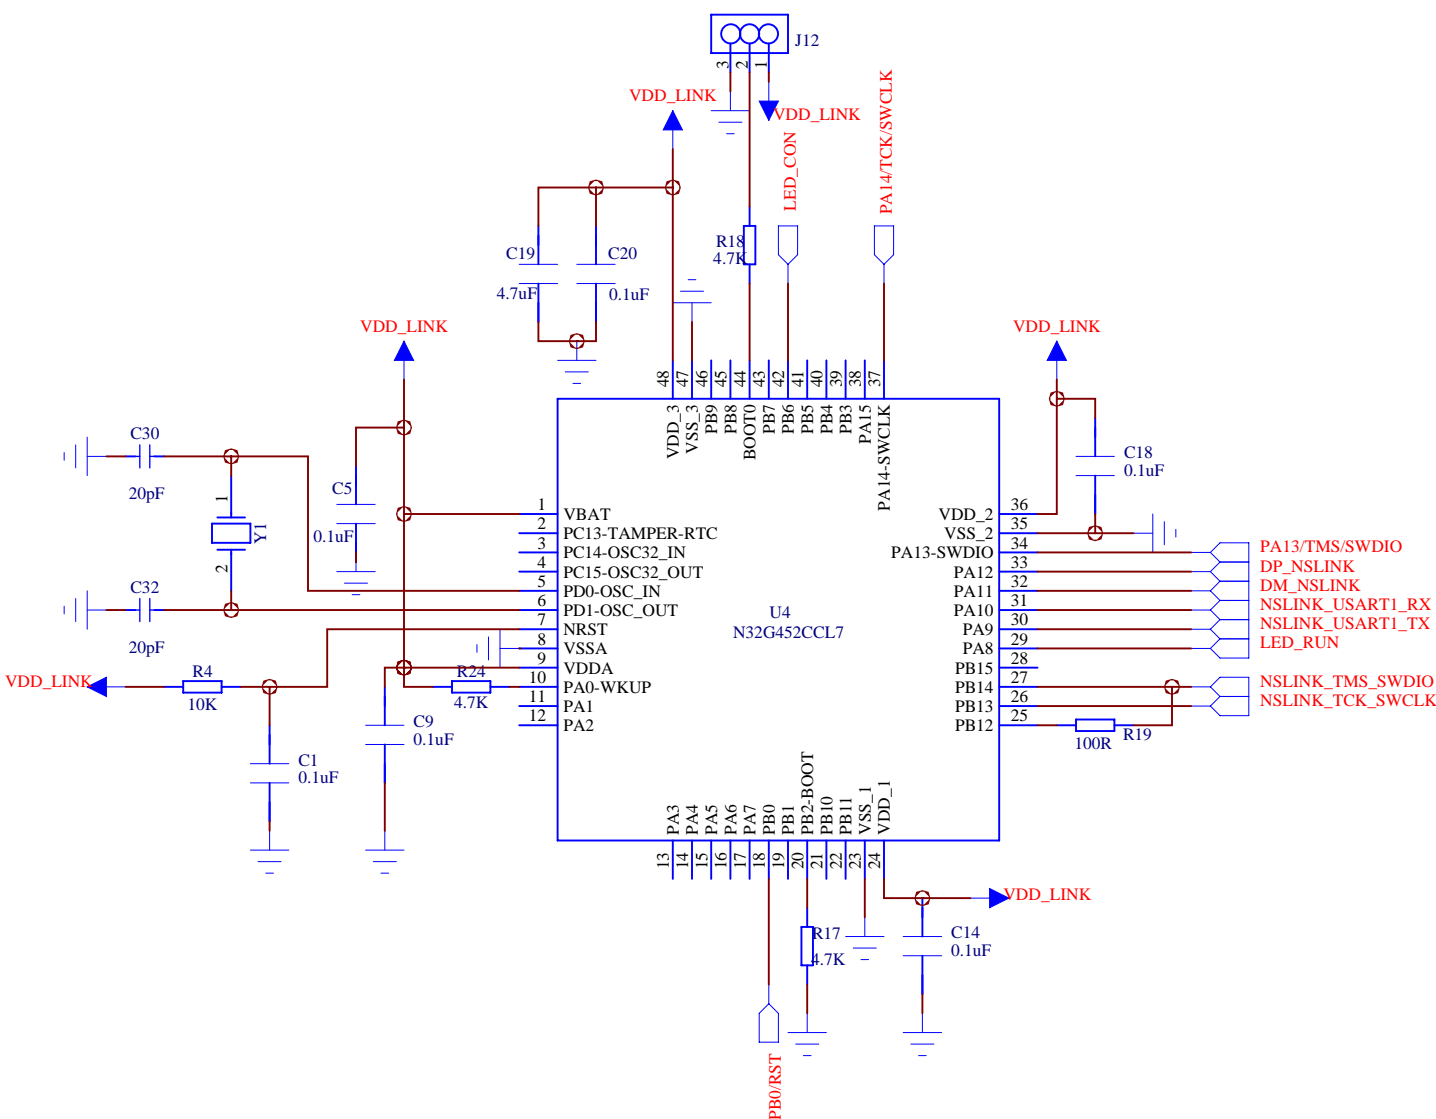 J12
3
2
1
VDD_LINK
VDD_LINK
LED_CON
PA14/TCK/SWCLK
R18
4.7K
C19
4.7uF
C20
0.1uF
VDD_LINK
VDD_LINK
48
47
46
45
44
43
42
41
40
39
38
37
VDD_3
VSS_3
PB9
PB8
BOOT0
PB7
PB6
PB5
PB4
PB3
PA15
PA14-SWCLK
C30
20pF
1
Y1
2
C32
20pF
C5
0.1uF
C18
0.1uF
1 VBAT
2 PC13-TAMPER-RTC
3 PC14-OSC32_IN
4 PC15-OSC32_OUT
5 PD0-OSC_IN
6 PD1-OSC_OUT
7 NRST
8 VSSA
9 VDDA
10 PA0-WKUP
11 PA1
12 PA2
U4
N32G452CCL7
VDD_2 36
VSS_2 35
PA13-SWDIO 34
PA12 33
PA11 32
PA10 31
PA9 30
PA8 29
PB15 28
PB14 27
PB13 26
PB12 25
PA13/TMS/SWDIO
DP_NSLINK
DM_NSLINK
NSLINK_USART1_RX
NSLINK_USART1_TX
LED_RUN
NSLINK_TMS_SWDIO
NSLINK_TCK_SWCLK
100R
R19
VDD_LINK
R4
10K
R24
4.7K
C9
0.1uF
C1
0.1uF
PA3
PA4
PA5
PA6
PA7
PB0
PB1
PB2-BOOT
PB10
PB11
VSS_1
VDD_1
13
14
15
16
17
18
19
20
21
22
23
24
VDD_LINK
R17
4.7K
C14
0.1uF
PB0/RST